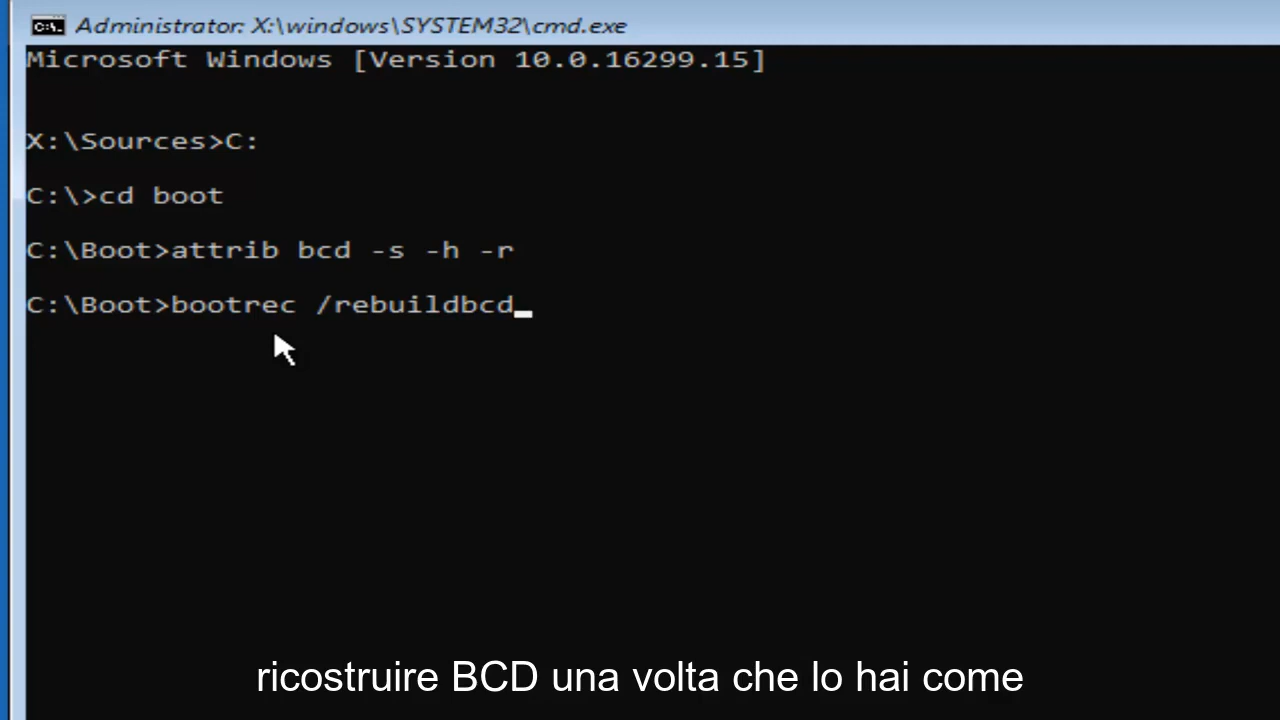 Administrator: X:\windows\SYSTEM32\cmd.exe
Microsoft Windows [Version 10.0.16299.15]
X:\Sources>C:
C:\>cd boot
C:\Boot>attrib bcd -s -h -r
C:\Boot>bootrec /rebuildbcd_
ricostruire BCD una volta che lo hai come